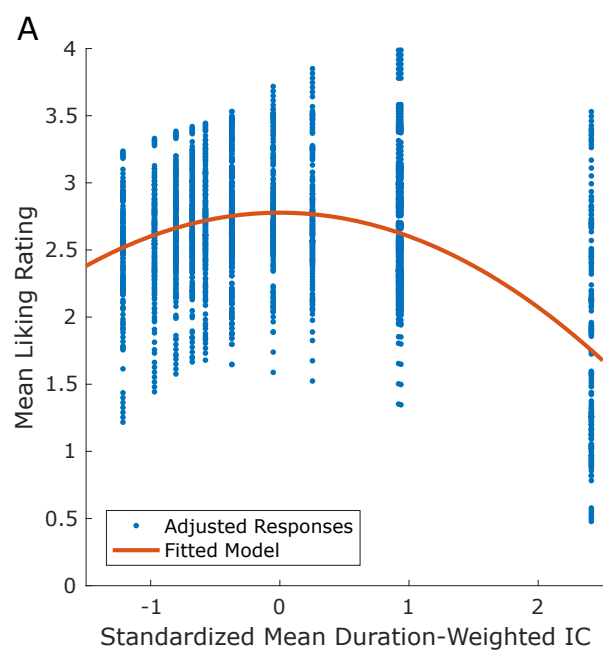 A
4
3.5
3
2.5
2
1.5
1
0.5
0
Mean Liking Rating
Adjusted Responses
Fitted Model
-1 0 1 2
Standardized Mean Duration-Weighted IC